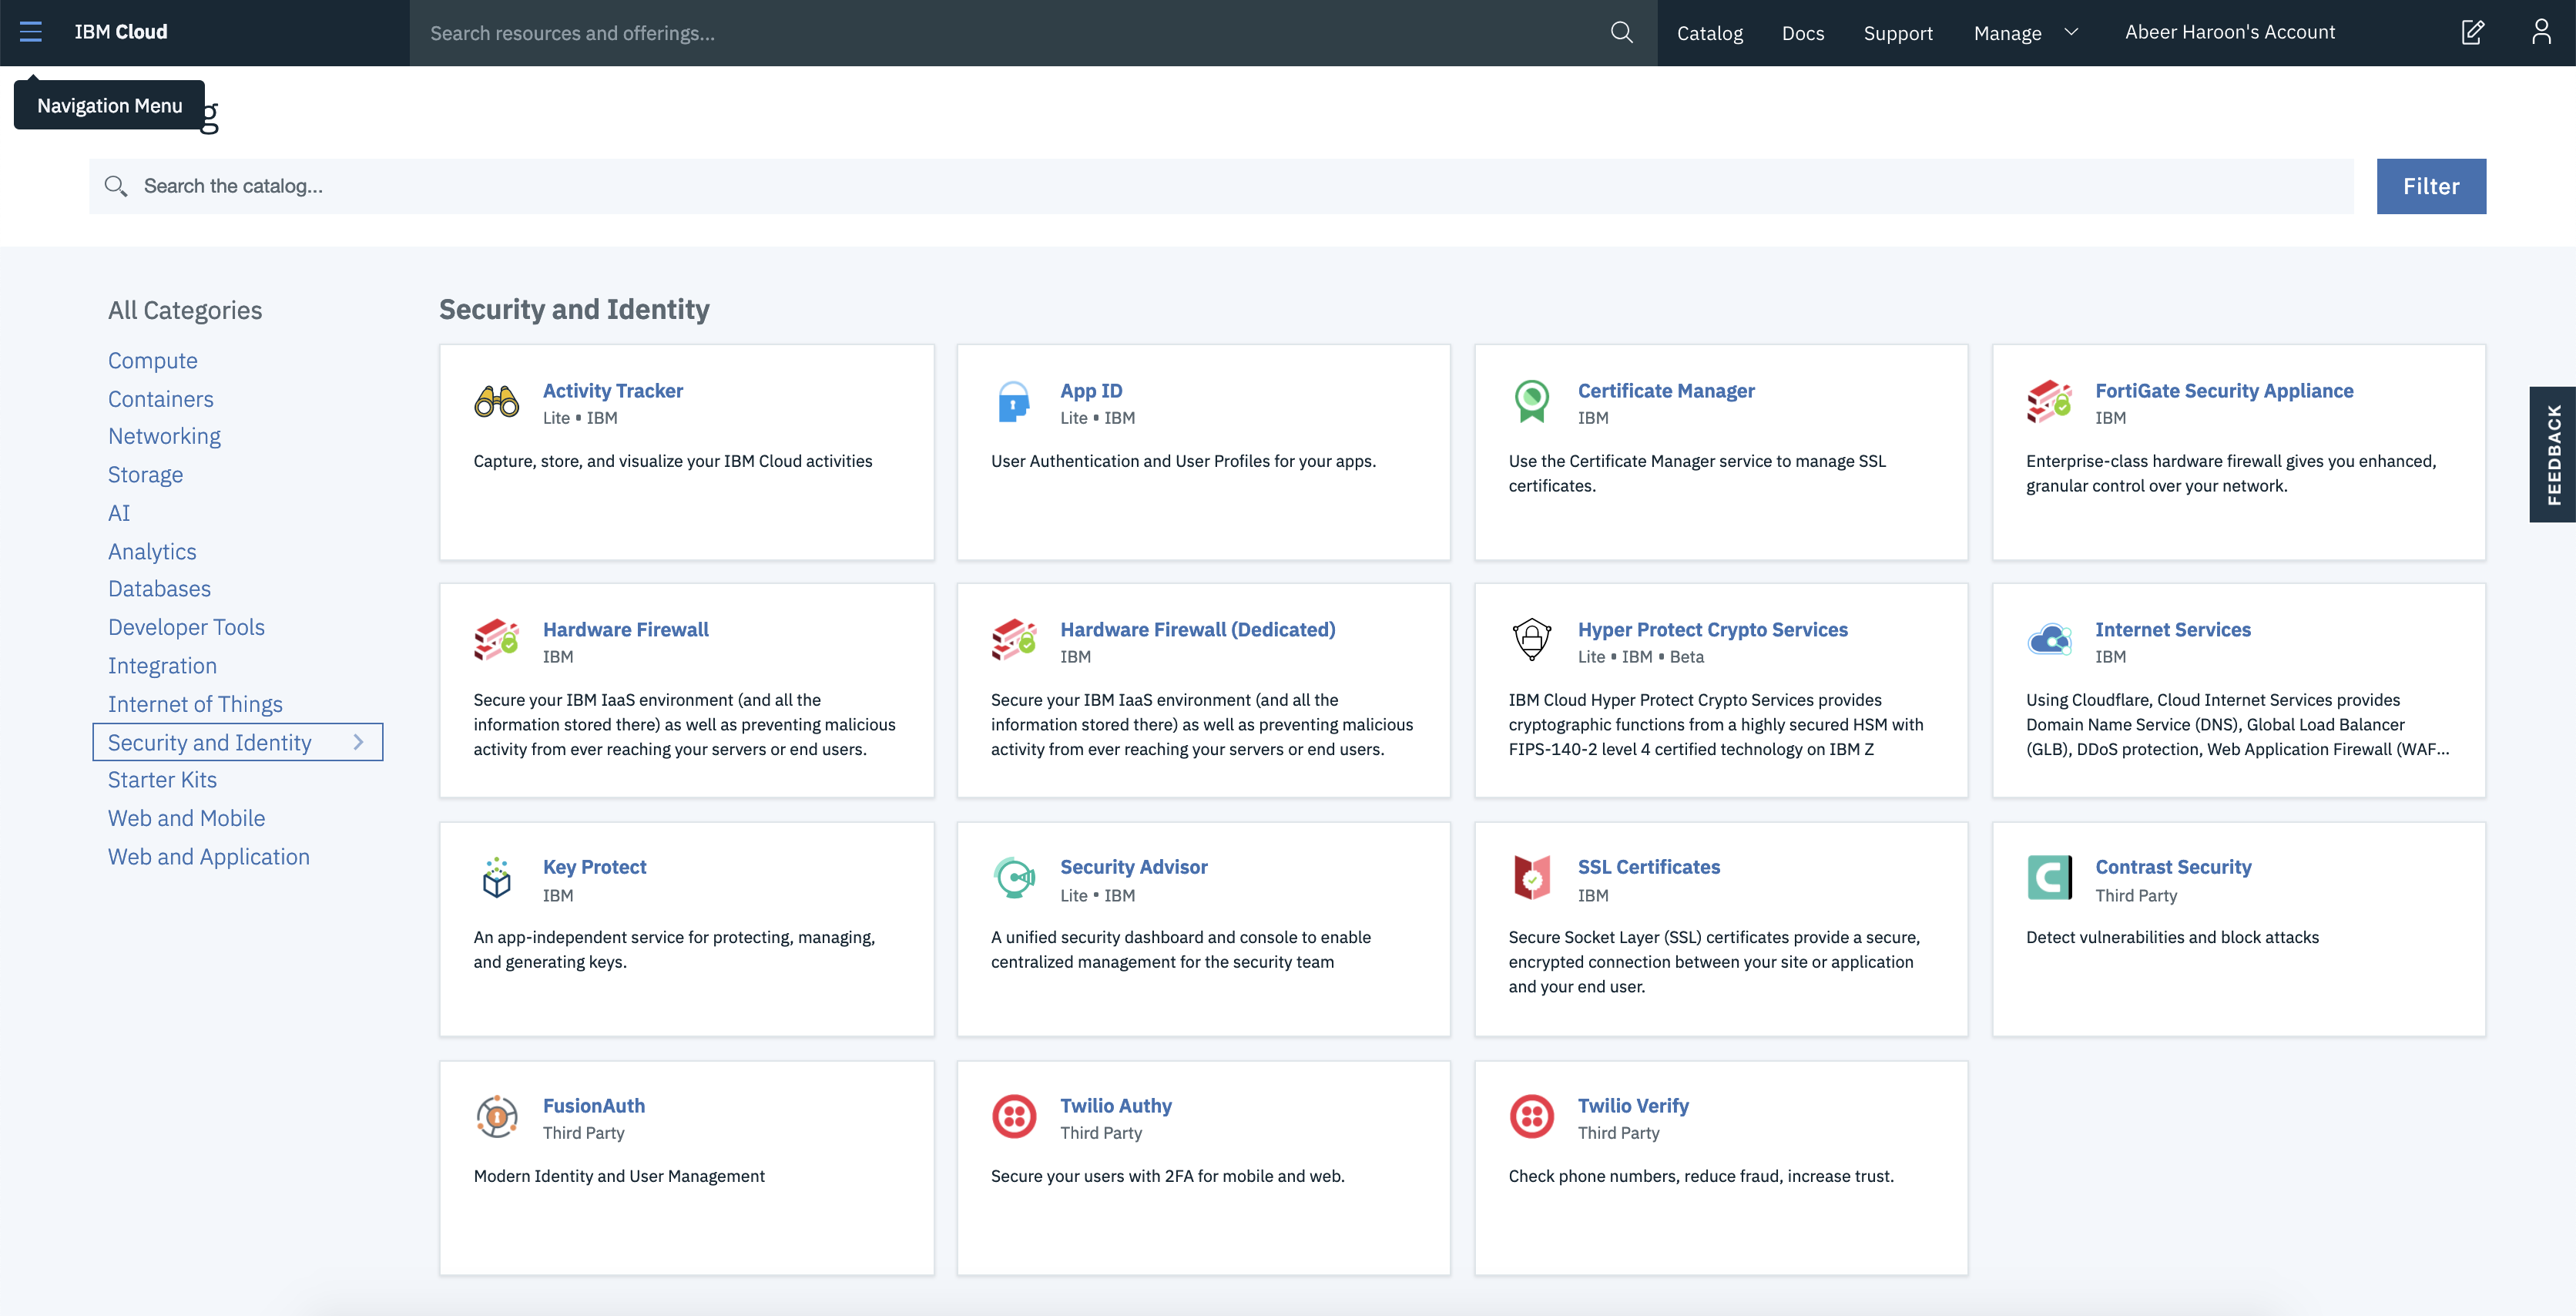 IBM Cloud
Search resources and offerings...
Catalog
Docs
Support
Manage
Abeer Haroon's Account
Navigation Menu
g
Search the catalog...
Filter
All Categories
Compute
Containers
Networking
Storage
AI
Analytics
Databases
Developer Tools
Integration
Internet of Things
Security and Identity
Starter Kits
Web and Mobile
Web and Application
Security and Identity
Activity Tracker
Lite • IBM
Capture, store, and visualize your IBM Cloud activities
App ID
Lite • IBM
User Authentication and User Profiles for your apps.
Certificate Manager
IBM
Use the Certificate Manager service to manage SSL
certificates.
FortiGate Security Appliance
IBM
Enterprise-class hardware firewall gives you enhanced,
granular control over your network.
Hardware Firewall
IBM
Secure your IBM IaaS environment (and all the
information stored there) as well as preventing malicious
activity from ever reaching your servers or end users.
Hardware Firewall (Dedicated)
IBM
Secure your IBM IaaS environment (and all the
information stored there) as well as preventing malicious
activity from ever reaching your servers or end users.
Hyper Protect Crypto Services
Lite • IBM • Beta
IBM Cloud Hyper Protect Crypto Services provides
cryptographic functions from a highly secured HSM with
FIPS-140-2 level 4 certified technology on IBM Z
Internet Services
IBM
Using Cloudflare, Cloud Internet Services provides
Domain Name Service (DNS), Global Load Balancer
(GLB), DDoS protection, Web Application Firewall (WAF...
Key Protect
IBM
An app-independent service for protecting, managing,
and generating keys.
Security Advisor
Lite • IBM
A unified security dashboard and console to enable
centralized management for the security team
SSL Certificates
IBM
Secure Socket Layer (SSL) certificates provide a secure,
encrypted connection between your site or application
and your end user.
Contrast Security
Third Party
Detect vulnerabilities and block attacks
FusionAuth
Third Party
Modern Identity and User Management
Twilio Authy
Third Party
Secure your users with 2FA for mobile and web.
Twilio Verify
Third Party
Check phone numbers, reduce fraud, increase trust.
FEEDBACK